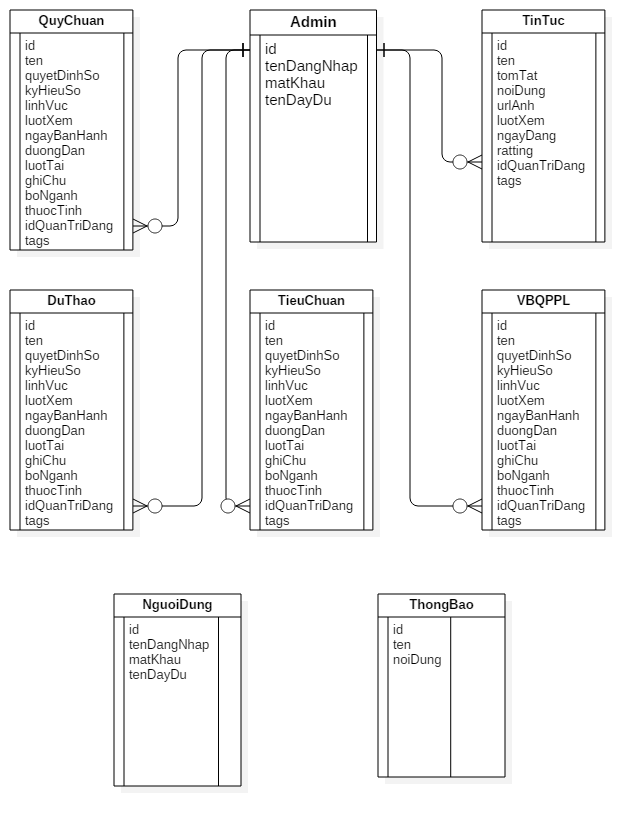 QuyChuan
id
ten
quyetDinhSo
kyHieuSo
linhVuc
luotXem
ngayBanHanh
duongDan
luotTai
ghiChu
boNganh
thuocTinh
idQuanTriDang
tags
Admin
id
tenDangNhap
matKhau
tenDayDu
TinTuc
id
ten
tomTat
noiDung
urlAnh
luotXem
ngayDang
ratting
idQuanTriDang
tags
DuThao
id
ten
quyetDinhSo
kyHieuSo
linhVuc
luotXem
ngayBanHanh
duongDan
luotTai
ghiChu
boNganh
thuocTinh
idQuanTriDang
tags
TieuChuan
id
ten
quyetDinhSo
kyHieuSo
linhVuc
luotXem
ngayBanHanh
duongDan
luotTai
ghiChu
boNganh
thuocTinh
idQuanTriDang
tags
VBQPPL
id
ten
quyetDinhSo
kyHieuSo
linhVuc
luotXem
ngayBanHanh
duongDan
luotTai
ghiChu
boNganh
thuocTinh
idQuanTriDang
tags
NguoiDung
id
tenDangNhap
matKhau
tenDayDu
ThongBao
id
ten
noiDung